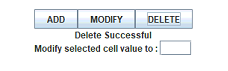 ADD MODIFY DELETE
Delete Successful
Modify selected cell value to :